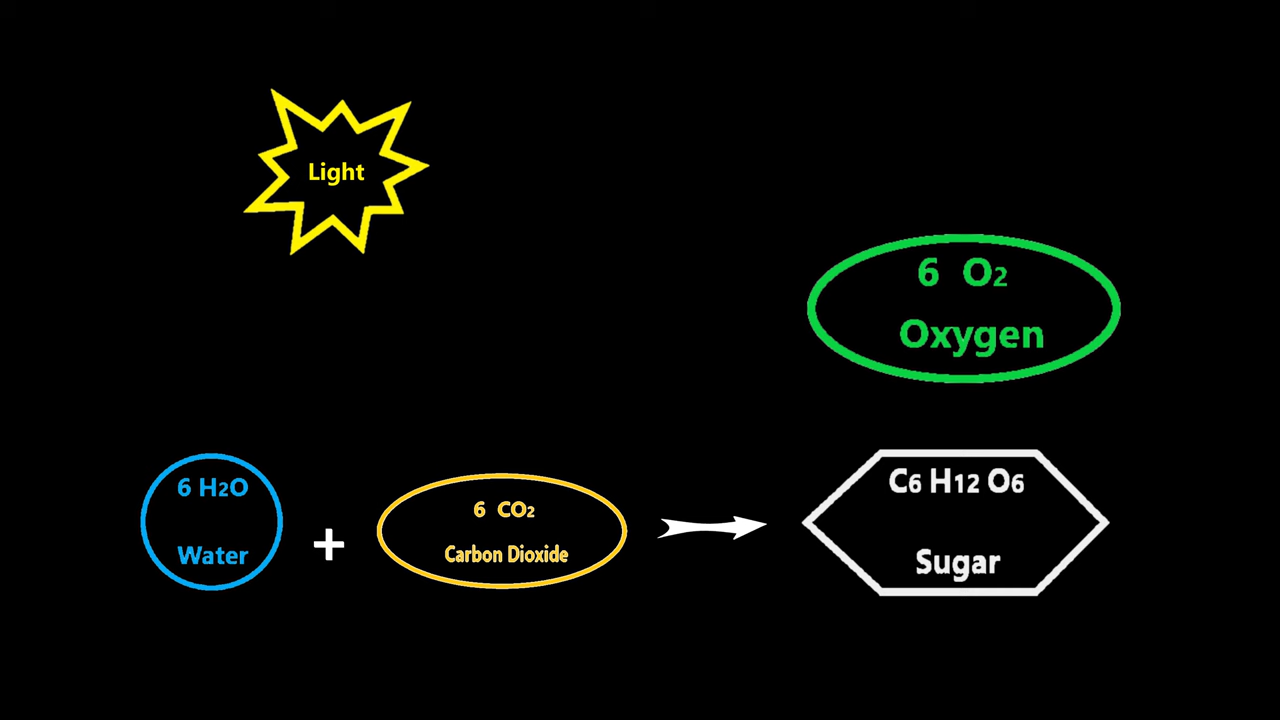 Light
6 O2
Oxygen
6 H2O
Water
+
6 CO2
Carbon Dioxide
C6 H12 O6
Sugar